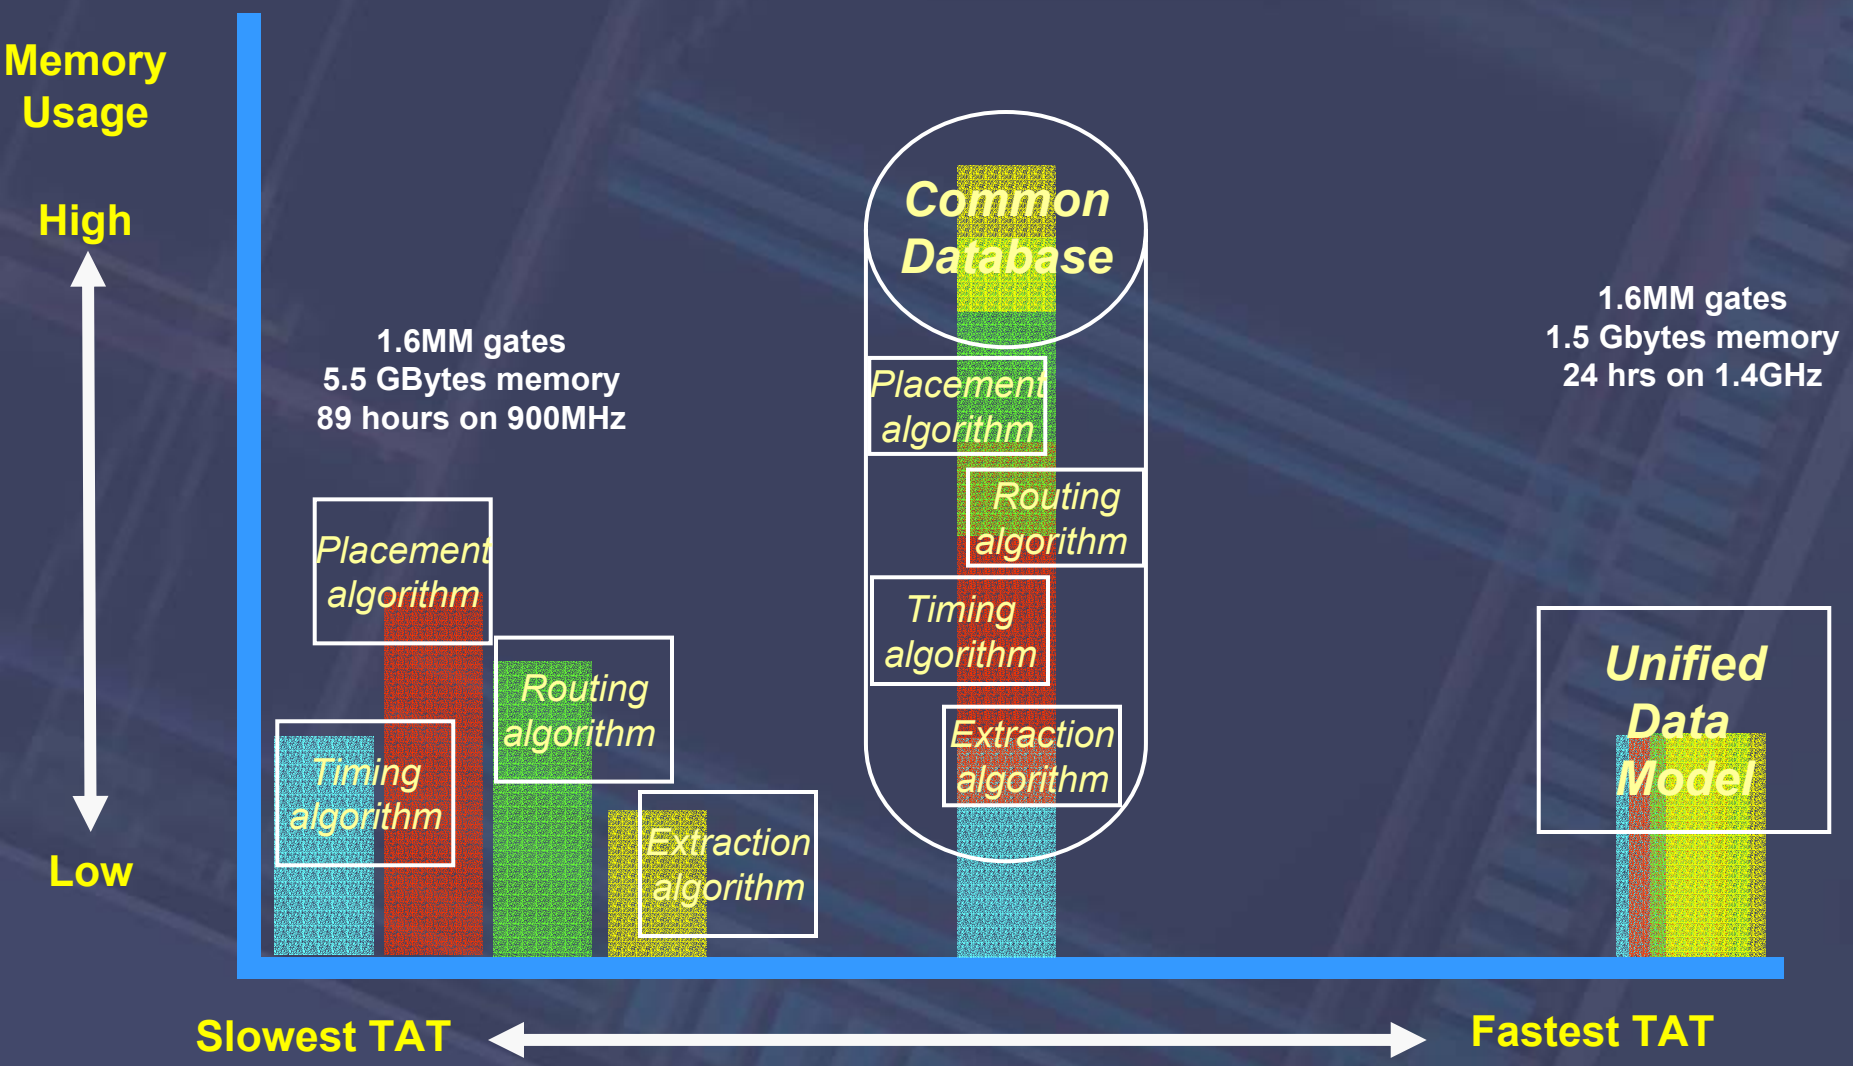 Memory
Usage
High
Low
1.6MM gates
5.5 GBytes memory
89 hours on 900MHz
Placement
algorithm
Routing
algorithm
Timing
algorithm
Extraction
algorithm
Common
Database
Placement
algorithm
Routing
algorithm
Timing
algorithm
Extraction
algorithm
1.6MM gates
1.5 Gbytes memory
24 hrs on 1.4GHz
Unified
Data
Model
Slowest TAT
Fastest TAT